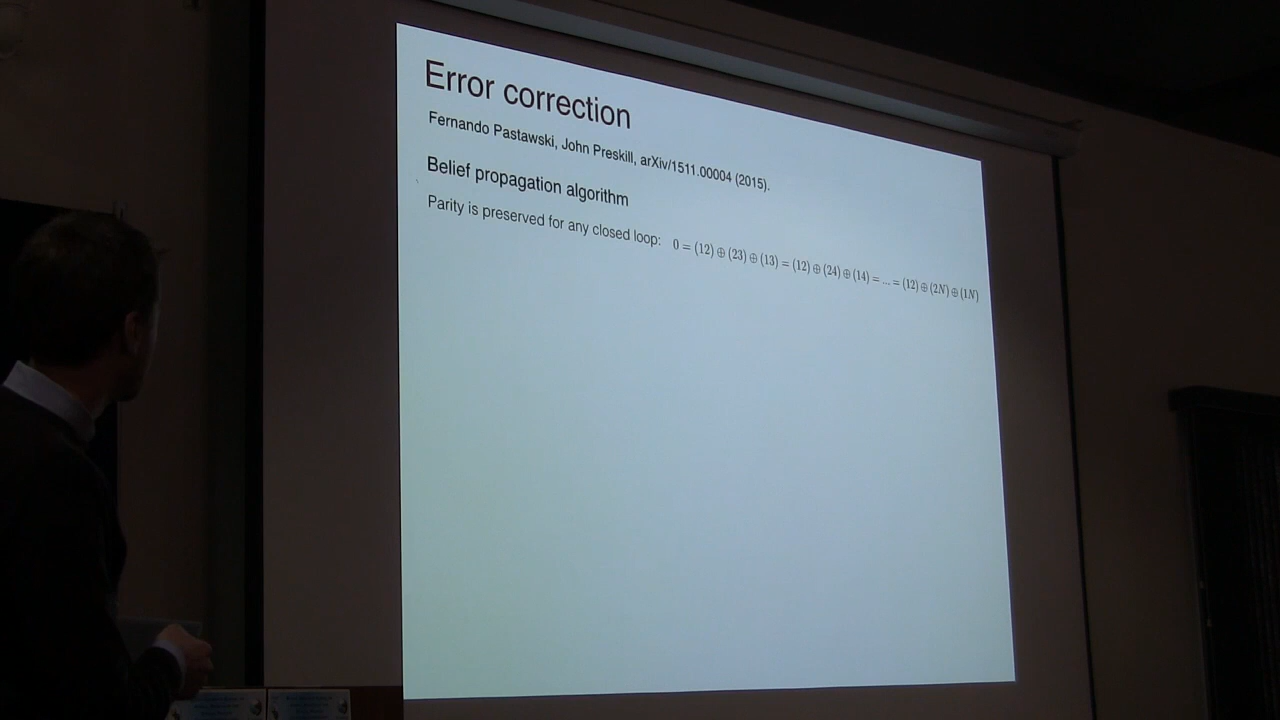 Error correction
Fernando Pastawski, John Preskill, arXiv/1511.00004 (2015).
Belief propagation algorithm
Parity is preserved for any closed loop: 0 = (12) ⊕ (23) ⊕ (13) = (12) ⊕ (24) ⊕ (14) = ... = (12) ⊕ (2N) ⊕ (1N)